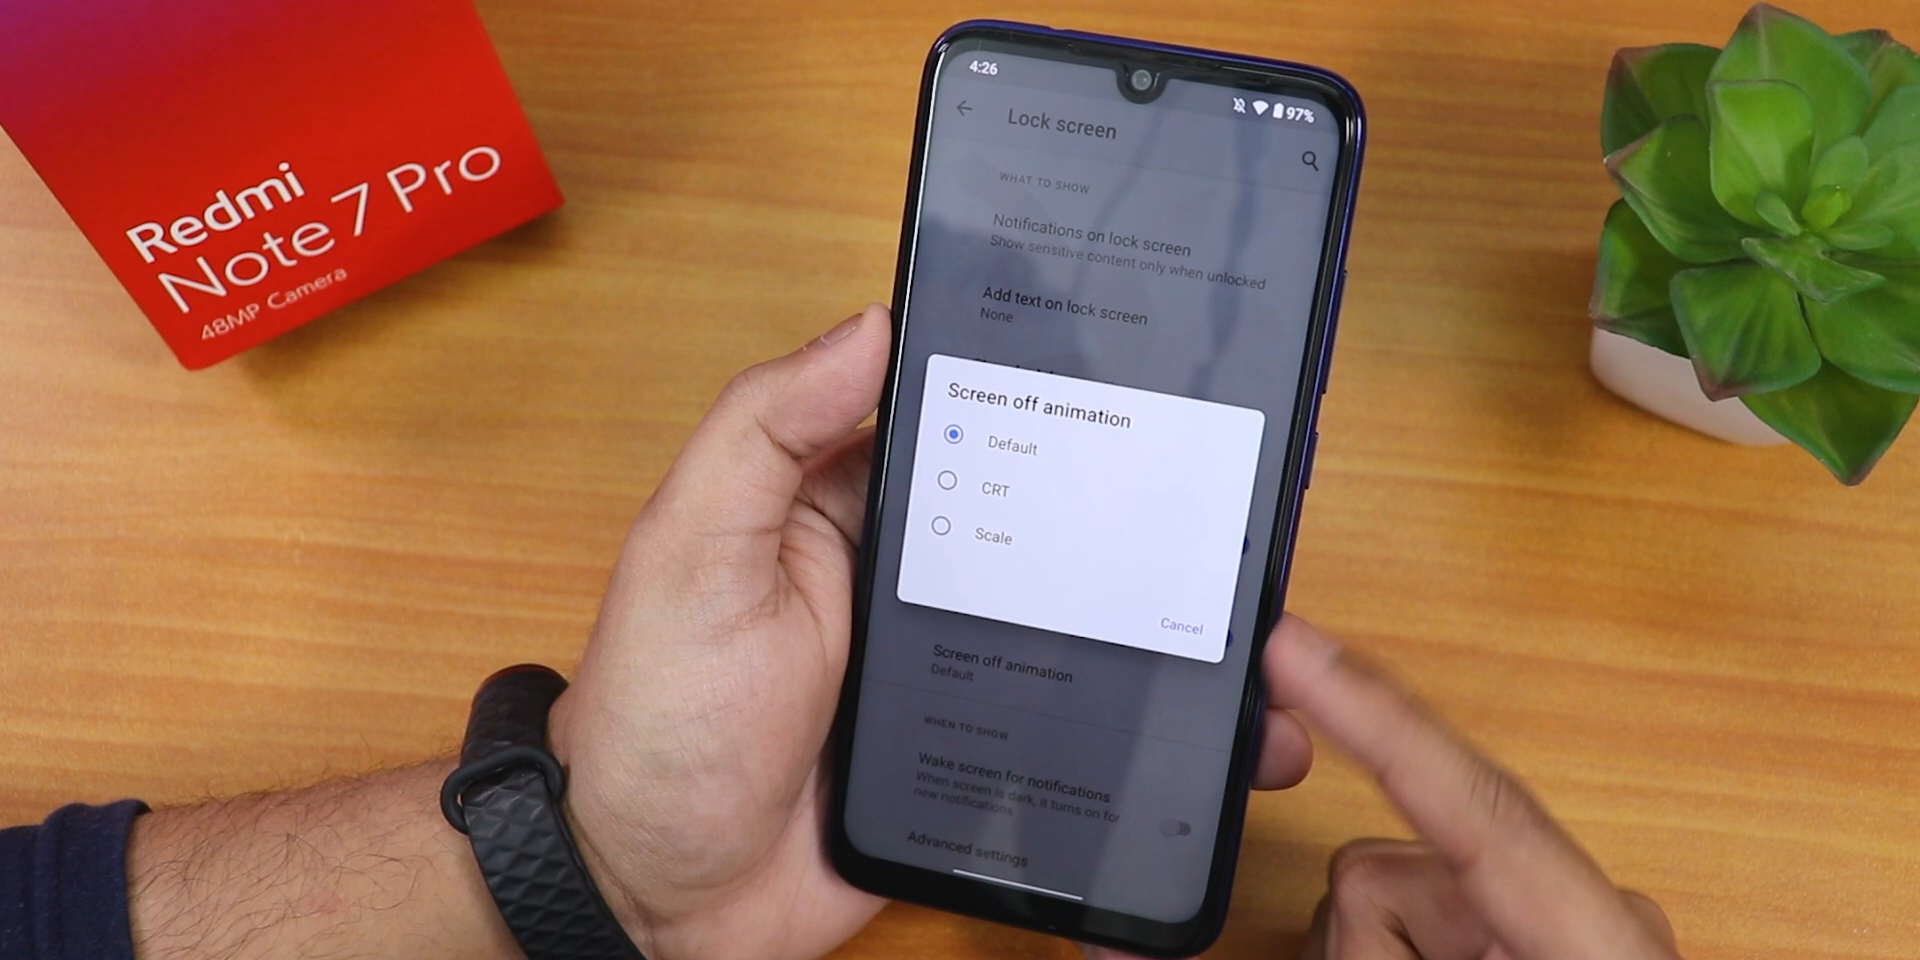 Redmi
Note 7 Pro
48MP Camera
4:26
97%
Lock screen
WHAT TO SHOW
Notifications on lock screen
Show sensitive content only when unlocked
Add text on lock screen
None
Screen off animation
Default
CRT
Scale
Cancel
Screen off animation
Default
WHEN TO SHOW
Wake screen for notifications
When screen is dark, it turns on for
new notifications
Advanced settings